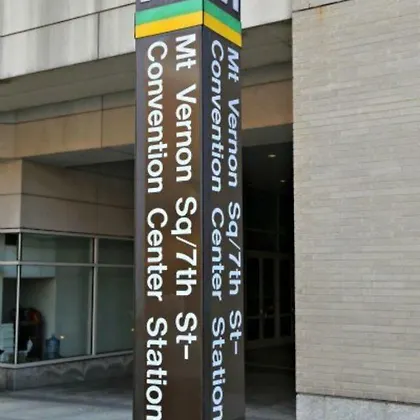 Mt Vernon Sq/7th St-
Convention Center Station
Mt Vernon Sq/7th St-
Convention Center Station